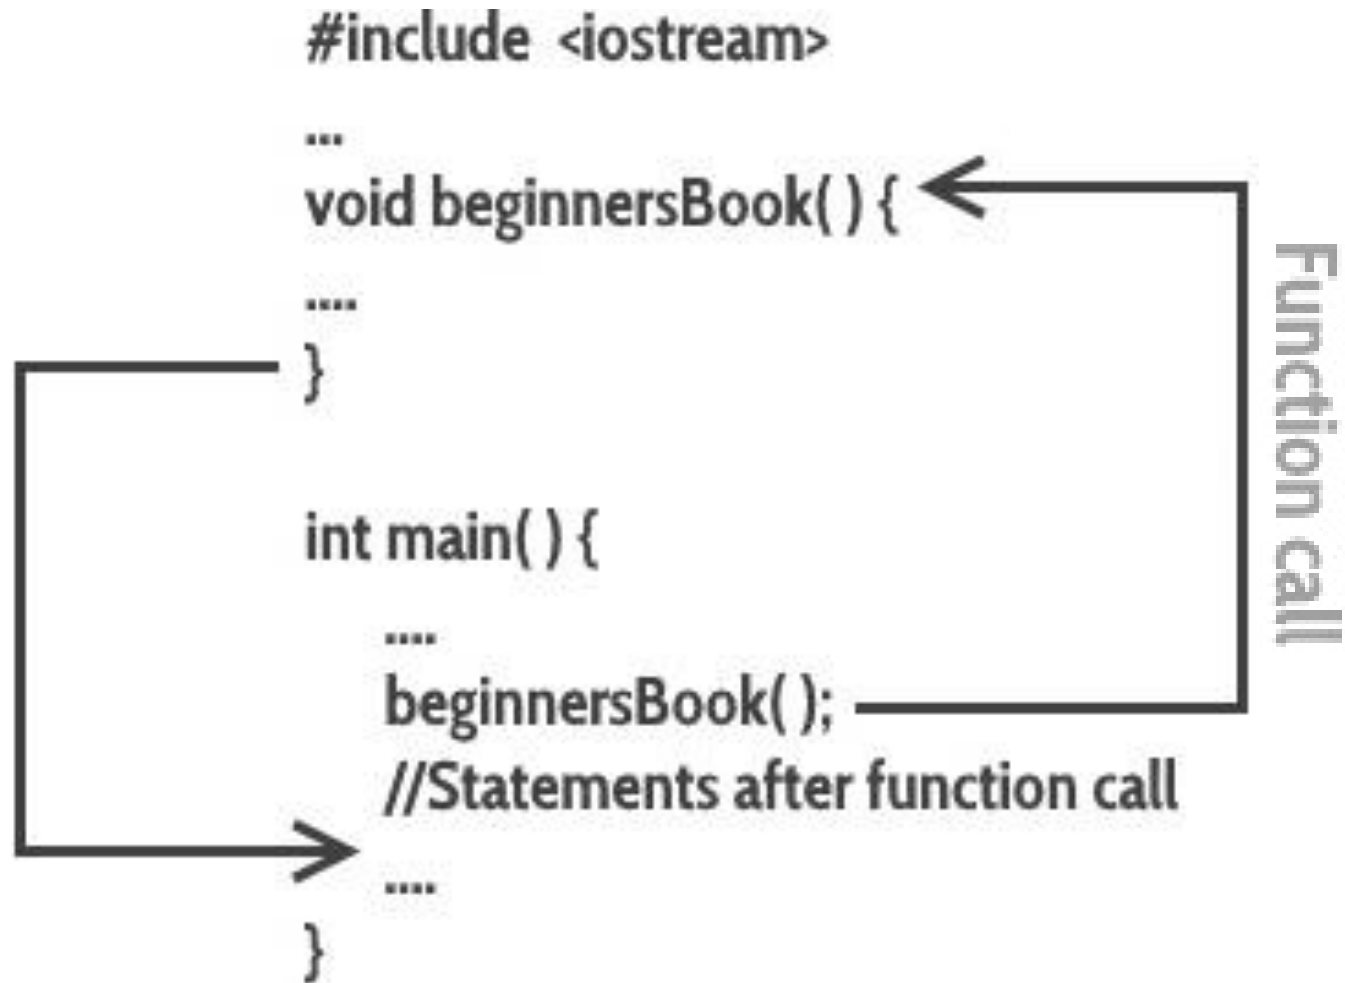 #include <iostream>
...
void beginnersBook( ) {
....
}
int main( ) {
....
beginnersBook( );
//Statements after function call
....
}
Function call